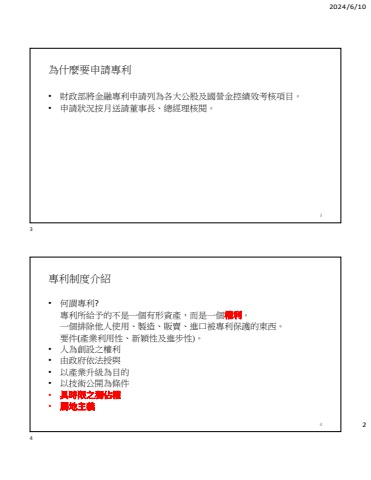 2024/6/10
為什麼要申請專利
• 財政部將金融專利申請列為各大公股及國營金控績效考核項目。
• 申請狀況按月送請董事長、總經理核閱。
3
3
專利制度介紹
• 何謂專利?
專利所給予的不是一個有形資產，而是一個權利。
一個排除他人使用、製造、販賣、進口被專利保護的東西。
要件(產業利用性、新穎性及進步性)。
• 人為創設之權利
• 由政府依法授與
• 以產業升級為目的
• 以技術公開為條件
• 具時限之獨佔權
• 屬地主義
4
2
4